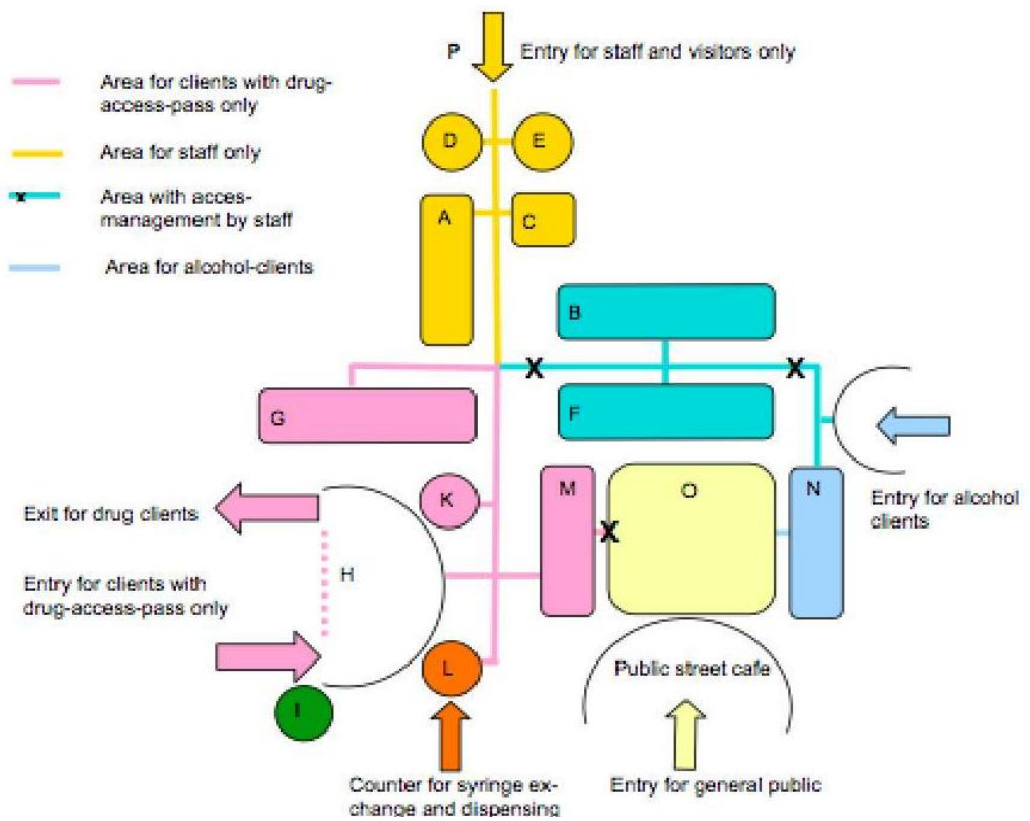 P Entry for staff and visitors only
Area for clients with drug-
access-pass only
Area for staff only
x Area with acces-
management by staff
Area for alcohol-clients
D
E
A
C
B
X
X
G
F
K
M
O
N
Entry for alcohol
clients
Exit for drug clients
X
H
Entry for clients with
drug-access-pass only
L
Public street cafe
I
Counter for syringe ex-
change and dispensing
Entry for general public